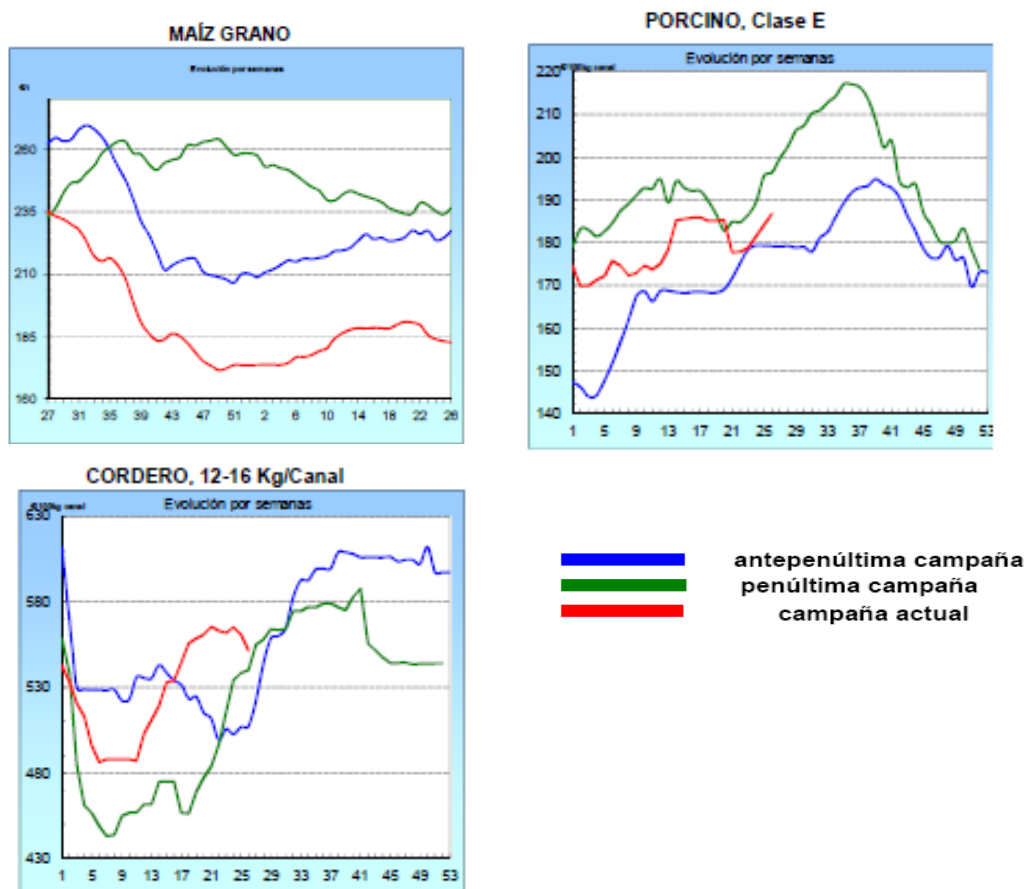 MAÍZ GRANO
Evolución por semanas
€/t
260
235
210
185
160
27 31 35 39 43 47 51 2 6 10 14 18 22 26
PORCINO, Clase E
Evolución por semanas
220
210
200
190
180
170
160
150
140
1 5 9 13 17 21 25 29 33 37 41 45 49 53
CORDERO, 12-16 Kg/Canal
Evolución por semanas
630
580
530
480
430
1 5 9 13 17 21 25 29 33 37 41 45 49 53
antepenúltima campaña
penúltima campaña
campaña actual